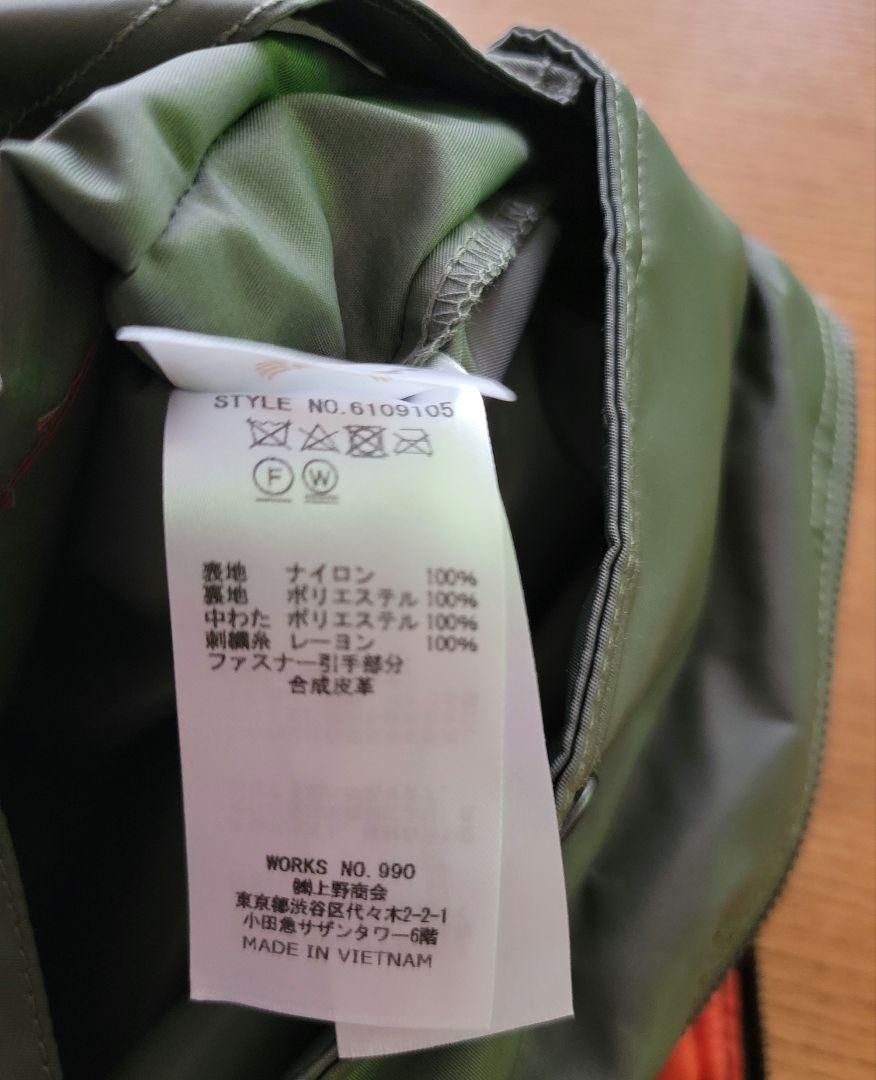 STYLE NO.6109105
F W
表地 ナイロン 100%
裏地 ポリエステル 100%
中わた ポリエステル 100%
刺繍糸 レーヨン 100%
ファスナー引手部分
合成皮革
WORKS NO.990
㈱上野商会
東京都渋谷区代々木2-2-1
小田急サザンタワー6階
MADE IN VIETNAM